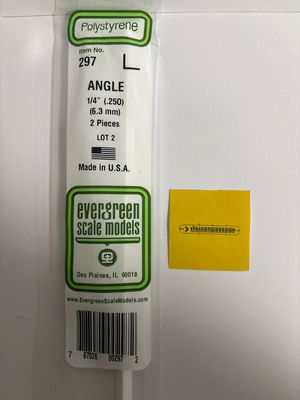 Polystyrene
Item No.
297
ANGLE
1/4" (.250)
(6.3 mm)
2 Pieces
LOT 2
Made in U.S.A.
evergreen
scale models
Des Plaines, IL 60018
www.EvergreenScaleModels.com
7 87026 00297 2
treinenpassage